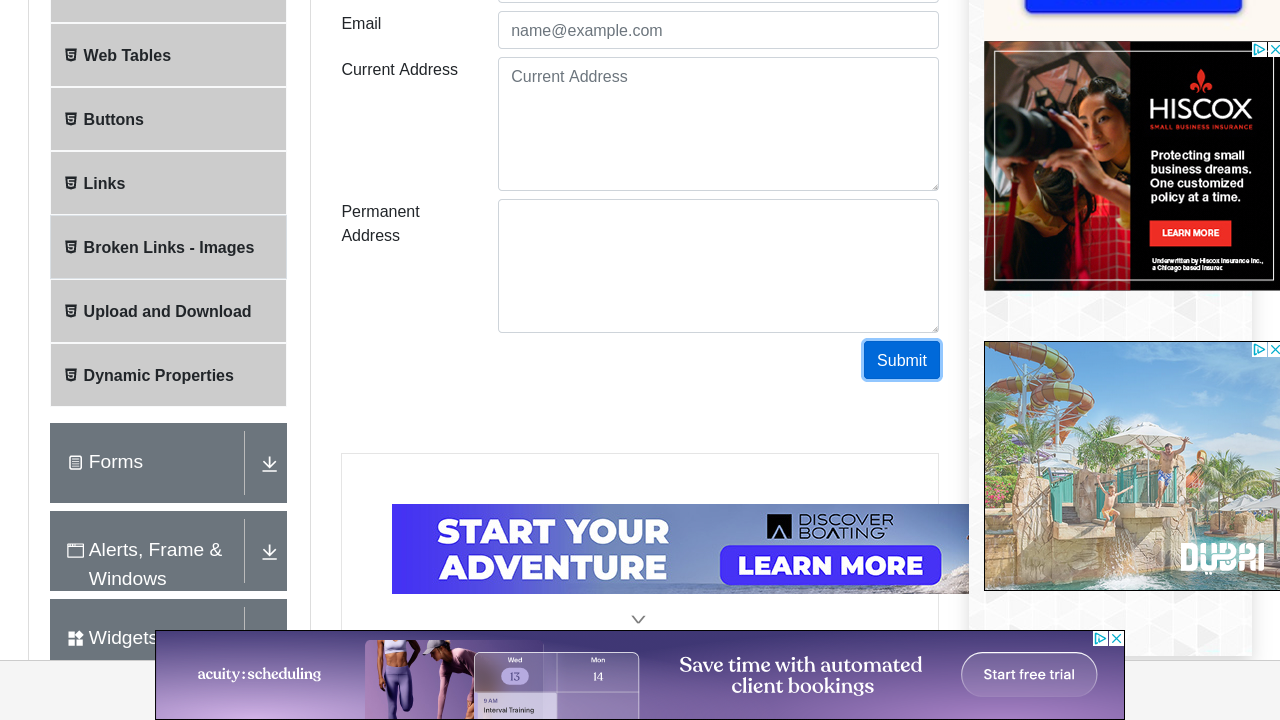 Web Tables
Buttons
Links
Broken Links - Images
Upload and Download
Dynamic Properties
Forms
Alerts, Frame &
Windows
Widgets
Email
name@example.com
Current Address
Current Address
Permanent
Address
Submit
START YOUR
ADVENTURE
DISCOVER
BOATING
LEARN MORE
HISCOX
SMALL BUSINESS INSURANCE
Protecting small
business dreams.
One customized
policy at a time.
LEARN MORE
Underwritten by Hiscox Insurance Inc.,
a Chicago based insurer.
DUBAI
acuity:scheduling
Wed
13
Mon
14
9 AM
Interval Training
Save time with automated
client bookings
Start free trial